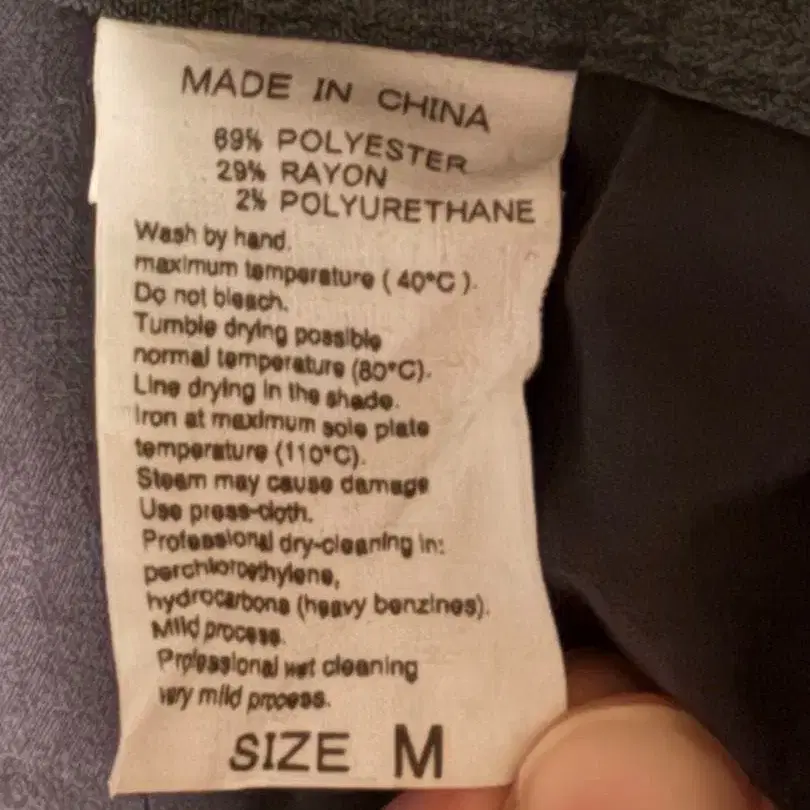 MADE IN CHINA
69% POLYESTER
29% RAYON
2% POLYURETHANE
Wash by hand.
maximum temperature ( 40°C ).
Do not bleach.
Tumble drying possible
normal temperature (80°C).
Line drying in the shade.
Iron at maximum sole plate
temperature (110°C).
Steam may cause damage
Use press-cloth.
Professional dry-cleaning in:
perchloroethylene,
hydrocarbons (heavy benzines).
Mild process.
Professional wet cleaning
very mild process.
SIZE M